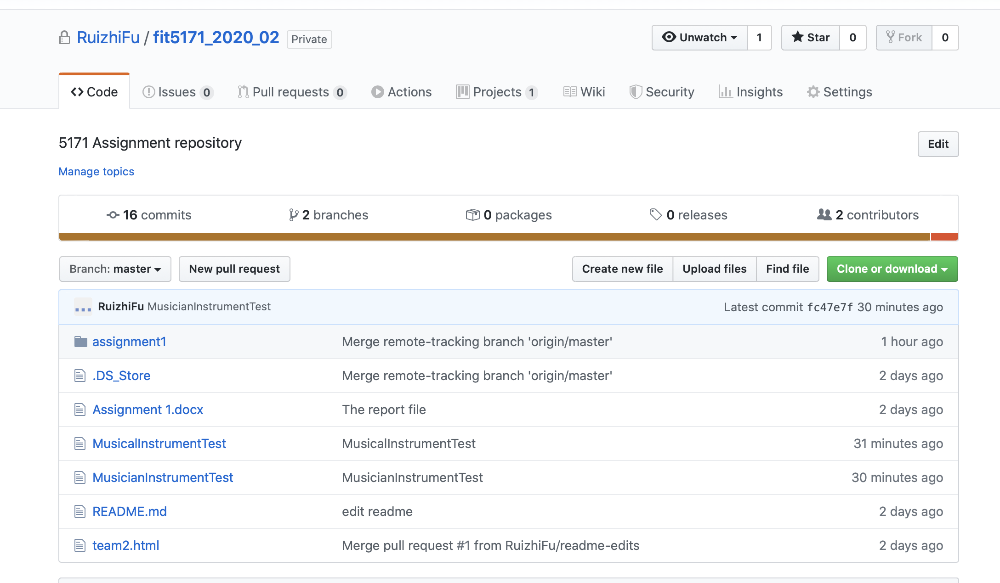 RuizhiFu / fit5171_2020_02 Private Unwatch 1 Star 0 Fork 0
Code Issues 0 Pull requests 0 Actions Projects 1 Wiki Security Insights Settings
5171 Assignment repository Edit
Manage topics
16 commits 2 branches 0 packages 0 releases 2 contributors
Branch: master New pull request Create new file Upload files Find file Clone or download
RuizhiFu MusicianInstrumentTest Latest commit fc47e7f 30 minutes ago
assignment1 Merge remote-tracking branch 'origin/master' 1 hour ago
.DS_Store Merge remote-tracking branch 'origin/master' 2 days ago
Assignment 1.docx The report file 2 days ago
MusicalInstrumentTest MusicalInstrumentTest 31 minutes ago
MusicianInstrumentTest MusicianInstrumentTest 30 minutes ago
README.md edit readme 2 days ago
team2.html Merge pull request #1 from RuizhiFu/readme-edits 2 days ago